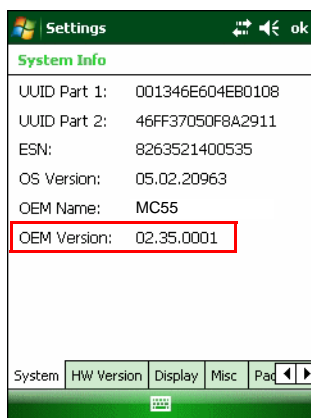 Settings ok
System Info
UUID Part 1: 001346E604EB0108
UUID Part 2: 46FF37050F8A2911
ESN: 8263521400535
OS Version: 05.02.20963
OEM Name: MC55
OEM Version: 02.35.0001
System HW Version Display Misc